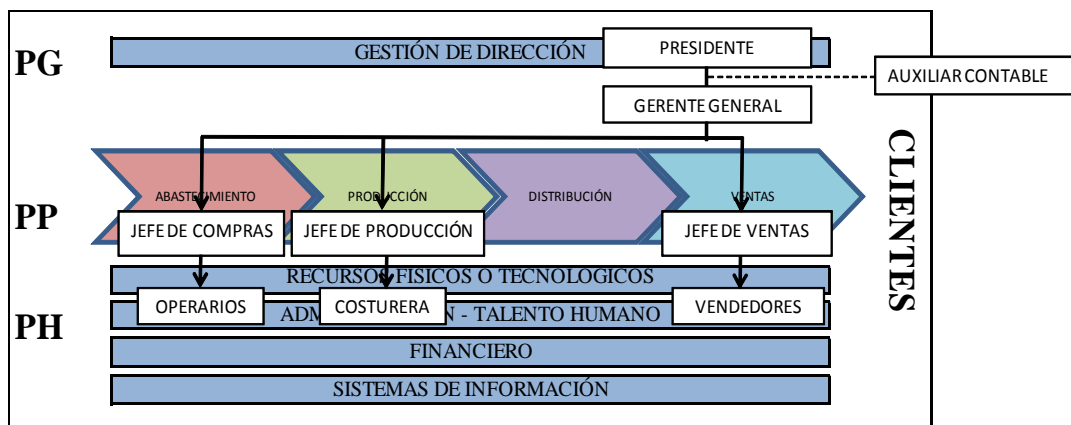 PG
GESTIÓN DE DIRECCIÓN
PRESIDENTE
AUXILIAR CONTABLE
GERENTE GENERAL
CLIENTES
PP
ABASTECIMIENTO
PRODUCCIÓN
DISTRIBUCIÓN
VENTAS
JEFE DE COMPRAS
JEFE DE PRODUCCIÓN
JEFE DE VENTAS
PH
RECURSOS FISICOS O TECNOLOGICOS
OPERARIOS
COSTURERA
VENDEDORES
- TALENTO HUMANO
FINANCIERO
SISTEMAS DE INFORMACIÓN